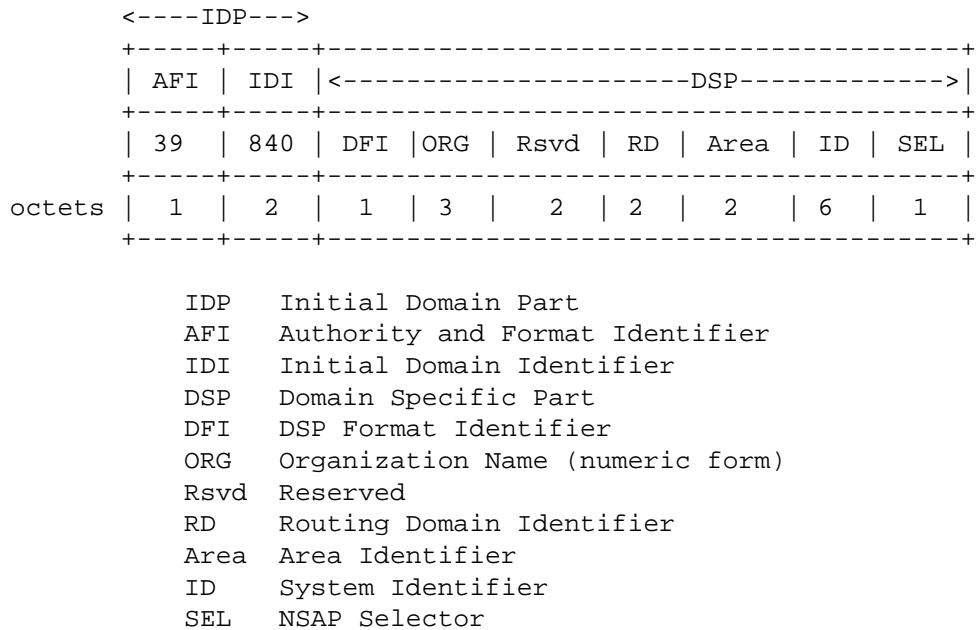 <----IDP--->
       +-----+-----+----------------------------------------+
       | AFI | IDI |<----------------------DSP------------->|
       +-----+-----+----------------------------------------+
       | 39  | 840 | DFI |ORG | Rsvd | RD | Area | ID | SEL |
       +-----+-----+----------------------------------------+
octets |  1  |  2  |  1  | 3  |   2  | 2  |  2   | 6  |  1  |
       +-----+-----+----------------------------------------+
           IDP   Initial Domain Part
           AFI   Authority and Format Identifier
           IDI   Initial Domain Identifier
           DSP   Domain Specific Part
           DFI   DSP Format Identifier
           ORG   Organization Name (numeric form)
           Rsvd  Reserved
           RD    Routing Domain Identifier
           Area  Area Identifier
           ID    System Identifier
           SEL   NSAP Selector